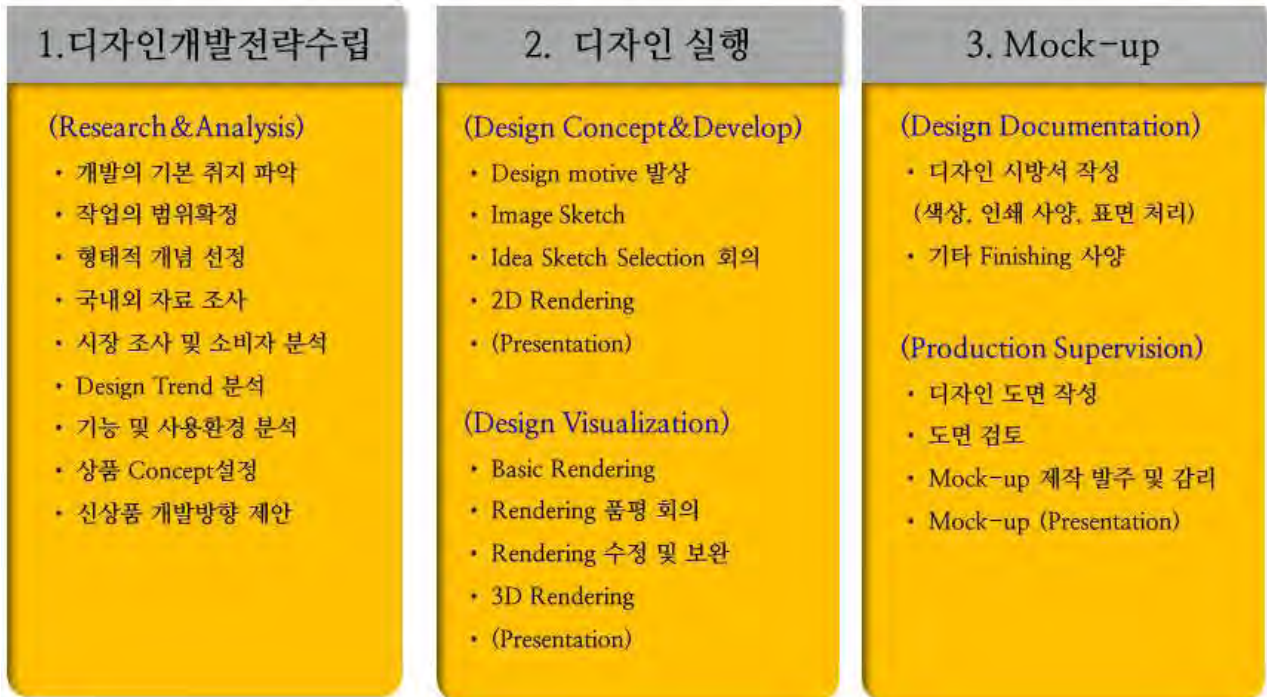 1.디자인개발전략수립
(Research&Analysis)
• 개발의 기본 취지 파악
• 작업의 범위확정
• 형태적 개념 선정
• 국내외 자료 조사
• 시장 조사 및 소비자 분석
• Design Trend 분석
• 기능 및 사용환경 분석
• 상품 Concept설정
• 신상품 개발방향 제안
2. 디자인 실행
(Design Concept&Develop)
• Design motive 발상
• Image Sketch
• Idea Sketch Selection 회의
• 2D Rendering
• (Presentation)
(Design Visualization)
• Basic Rendering
• Rendering 품평 회의
• Rendering 수정 및 보완
• 3D Rendering
• (Presentation)
3. Mock-up
(Design Documentation)
• 디자인 시방서 작성
(색상, 인쇄 사양, 표면 처리)
• 기타 Finishing 사양
(Production Supervision)
• 디자인 도면 작성
• 도면 검토
• Mock-up 제작 발주 및 감리
• Mock-up (Presentation)